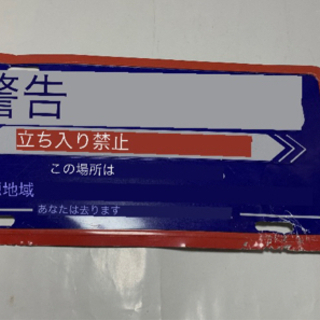 警告
立ち入り禁止
この場所は
地域
あなたは去ります